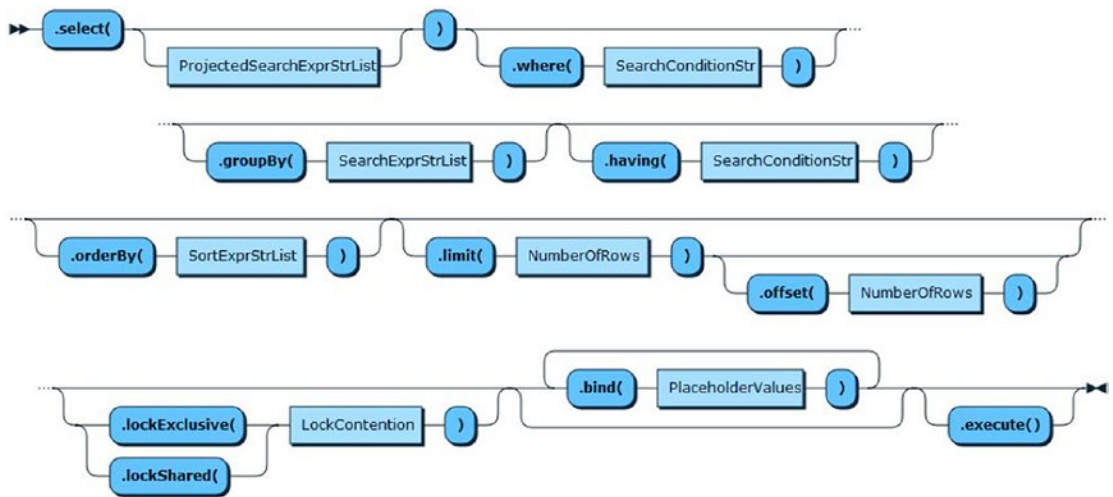 .select( ProjectedSearchExprStrList ) .where( SearchConditionStr )
.groupBy( SearchExprStrList ) .having( SearchConditionStr )
.orderBy( SortExprStrList ) .limit( NumberOfRows )
.offset( NumberOfRows )
.bind( PlaceholderValues )
.lockExclusive( LockContention ) .execute()
.lockShared(